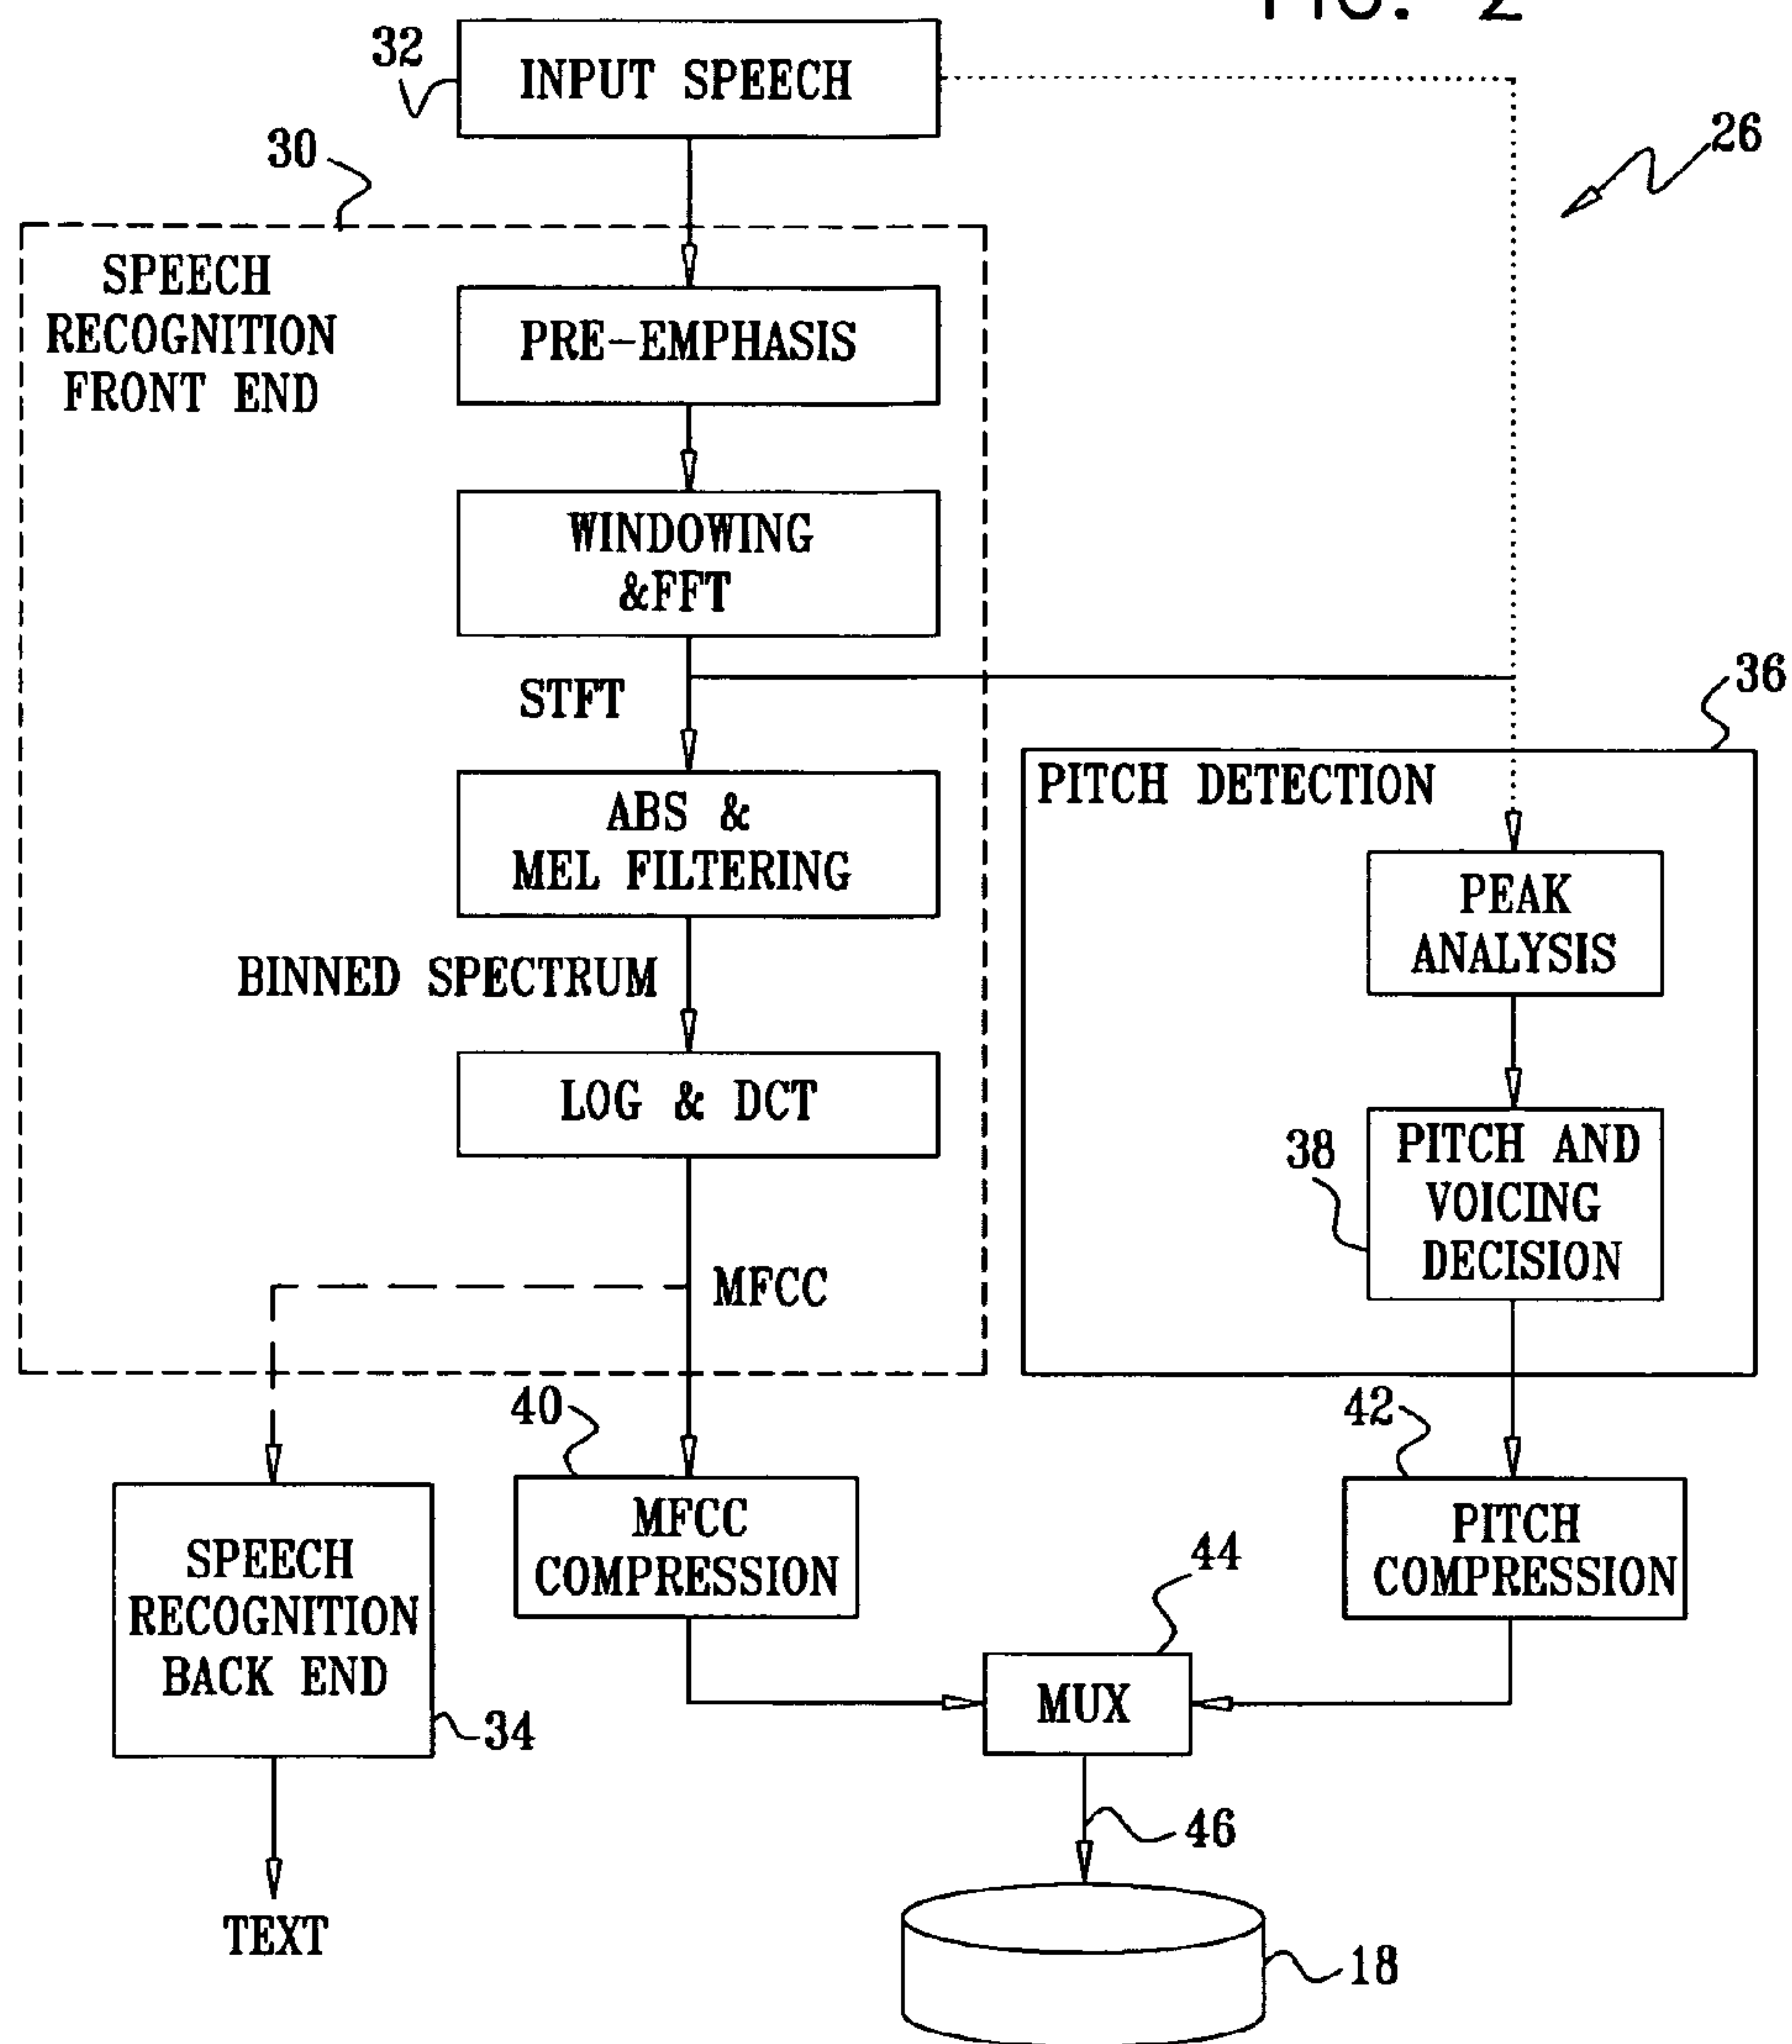 FIG. 2
32
INPUT SPEECH
26
30
SPEECH
RECOGNITION
FRONT END
PRE-EMPHASIS
WINDOWING
&FFT
STFT
36
PITCH DETECTION
ABS &
MEL FILTERING
PEAK
ANALYSIS
BINNED SPECTRUM
LOG & DCT
38
PITCH AND
VOICING
DECISION
MFCC
40
42
SPEECH
RECOGNITION
BACK END
34
MFCC
COMPRESSION
PITCH
COMPRESSION
44
MUX
46
TEXT
18